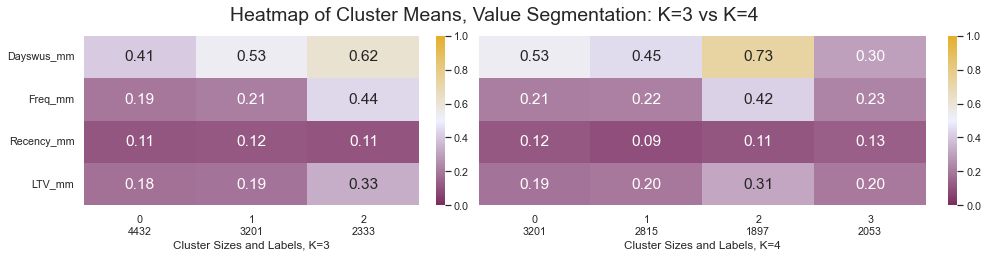 Heatmap of Cluster Means, Value Segmentation: K=3 vs K=4
Dayswus_mm 0.41 0.53 0.62
Freq_mm 0.19 0.21 0.44
Recency_mm 0.11 0.12 0.11
LTV_mm 0.18 0.19 0.33
0 1 2
4432 3201 2333
Cluster Sizes and Labels, K=3
1.0
0.8
0.6
0.4
0.2
0.0
0.53 0.45 0.73 0.30
0.21 0.22 0.42 0.23
0.12 0.09 0.11 0.13
0.19 0.20 0.31 0.20
0 1 2 3
3201 2815 1897 2053
Cluster Sizes and Labels, K=4
1.0
0.8
0.6
0.4
0.2
0.0